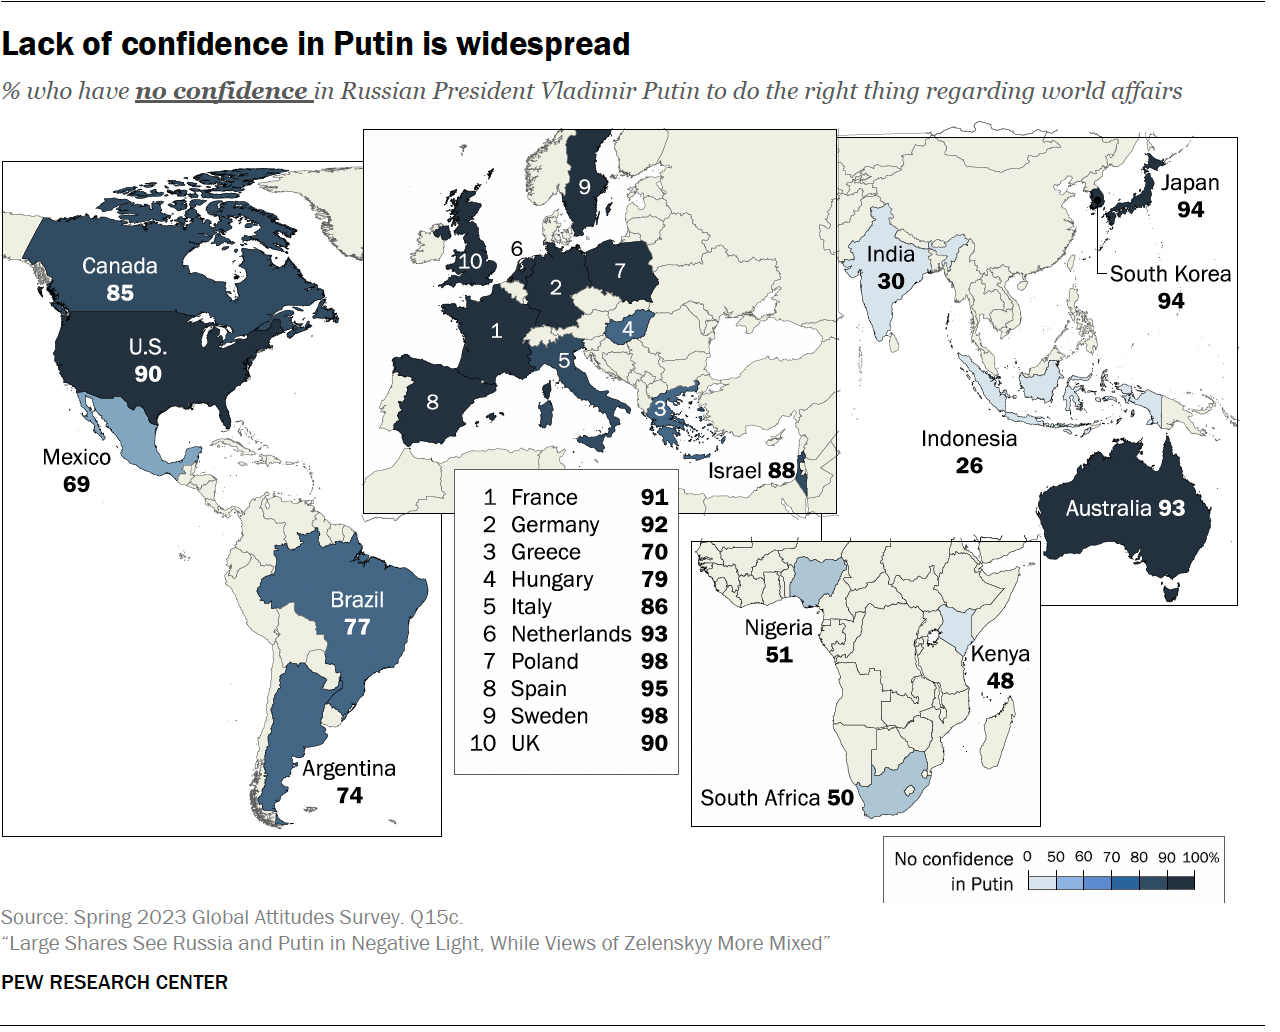 Lack of confidence in Putin is widespread
% who have no confidence in Russian President Vladimir Putin to do the right thing regarding world affairs
Canada
85
U.S.
90
Mexico
69
Brazil
77
Argentina
74
9
10
6
7
2
1
4
5
8
3
Israel 88
1 France 91
2 Germany 92
3 Greece 70
4 Hungary 79
5 Italy 86
6 Netherlands 93
7 Poland 98
8 Spain 95
9 Sweden 98
10 UK 90
Japan
94
India
30
South Korea
94
Indonesia
26
Australia 93
Nigeria
51
Kenya
48
South Africa 50
No confidence
in Putin
0 50 60 70 80 90 100%
Source: Spring 2023 Global Attitudes Survey. Q15c.
“Large Shares See Russia and Putin in Negative Light, While Views of Zelenskyy More Mixed”
PEW RESEARCH CENTER